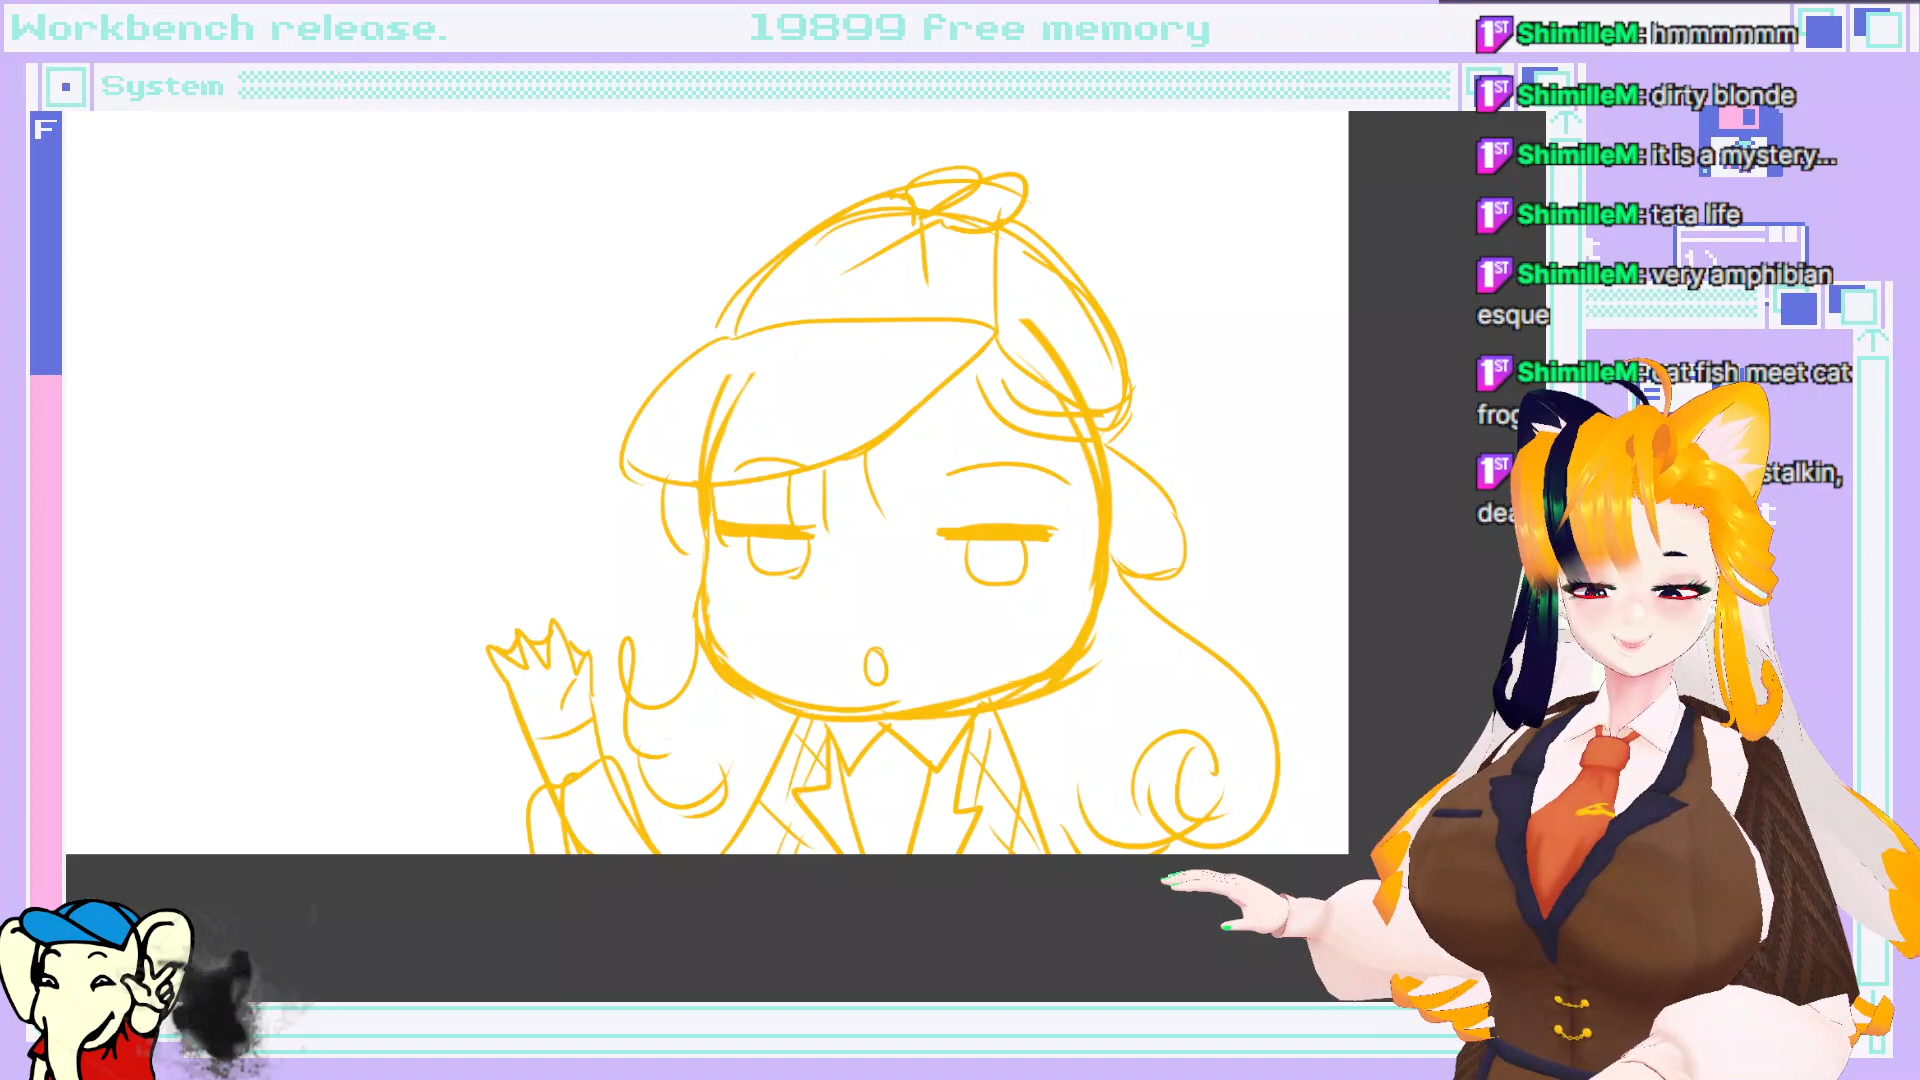 Workbench release.
19899 free memory
System
F
1ST ShimilleM: hmmmmmm
1ST ShimilleM: dirty blonde
1ST ShimilleM: it is a mystery...
1ST ShimilleM: tata life
1ST ShimilleM: very amphibian
esque
1ST ShimilleM: cat fish meet cat
frog
1ST stalkin,